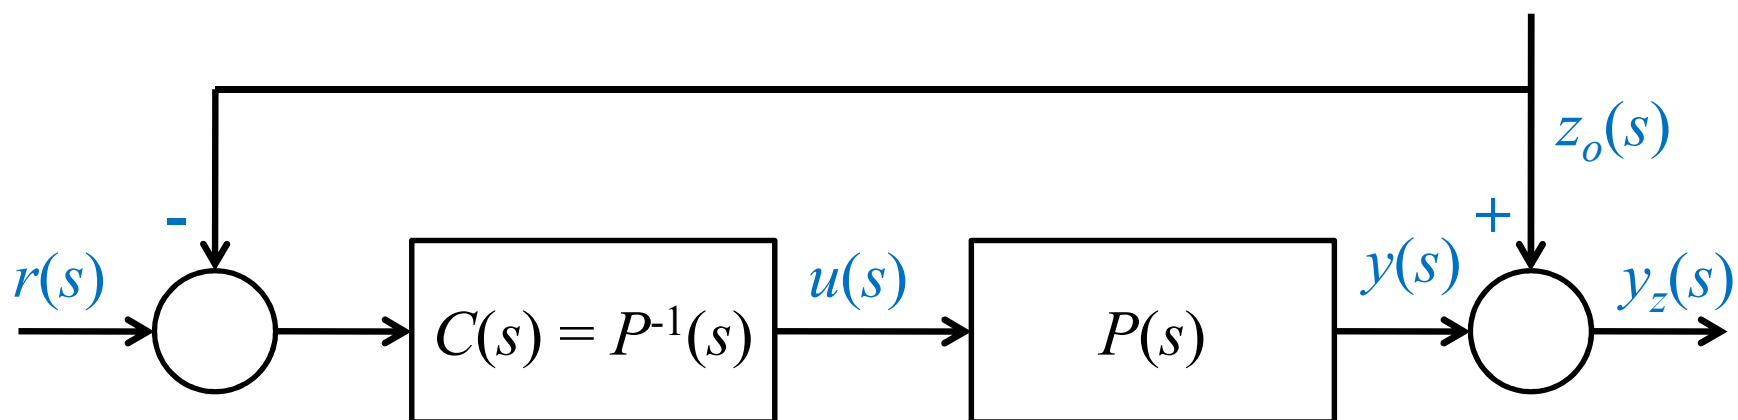 z_o(s)
- +
r(s) u(s) y(s) y_z(s)
C(s) = P^{-1}(s) P(s)